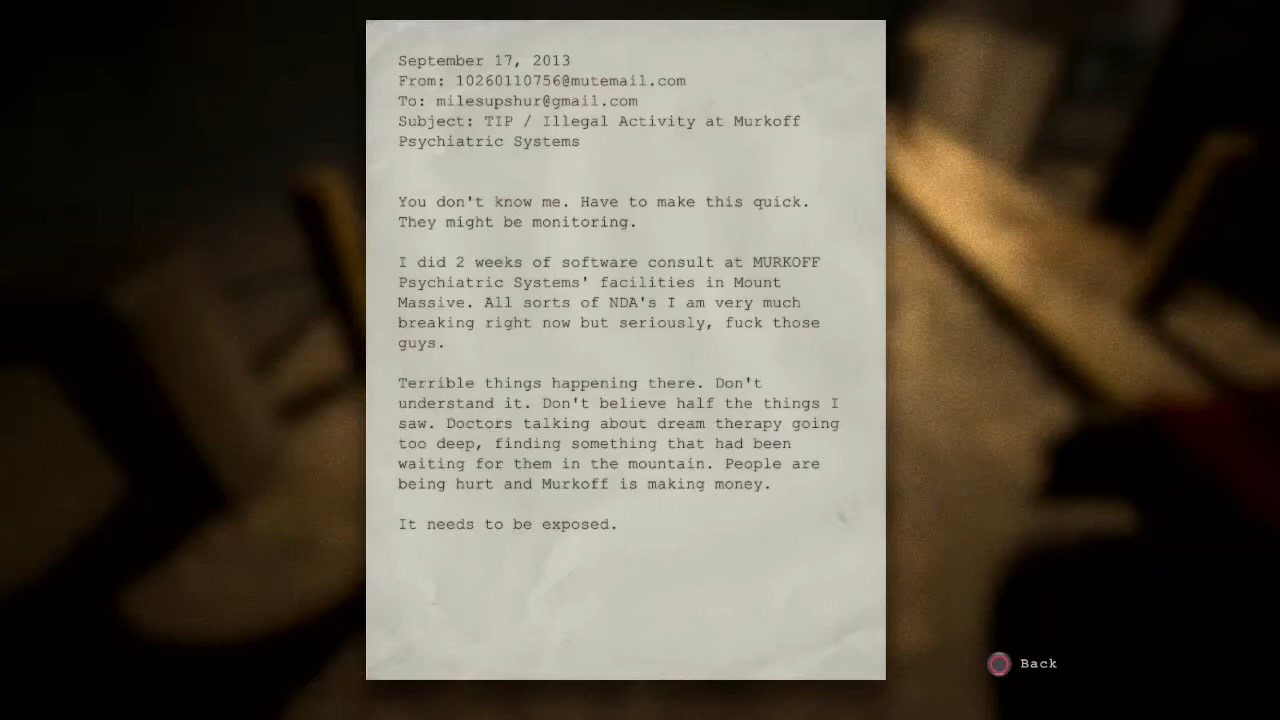 September 17, 2013
From: 10260110756@mutemail.com
To: milesupshur@gmail.com
Subject: TIP / Illegal Activity at Murkoff
Psychiatric Systems
You don't know me. Have to make this quick.
They might be monitoring.
I did 2 weeks of software consult at MURKOFF
Psychiatric Systems' facilities in Mount
Massive. All sorts of NDA's I am very much
breaking right now but seriously, fuck those
guys.
Terrible things happening there. Don't
understand it. Don't believe half the things I
saw. Doctors talking about dream therapy going
too deep, finding something that had been
waiting for them in the mountain. People are
being hurt and Murkoff is making money.
It needs to be exposed.
Back